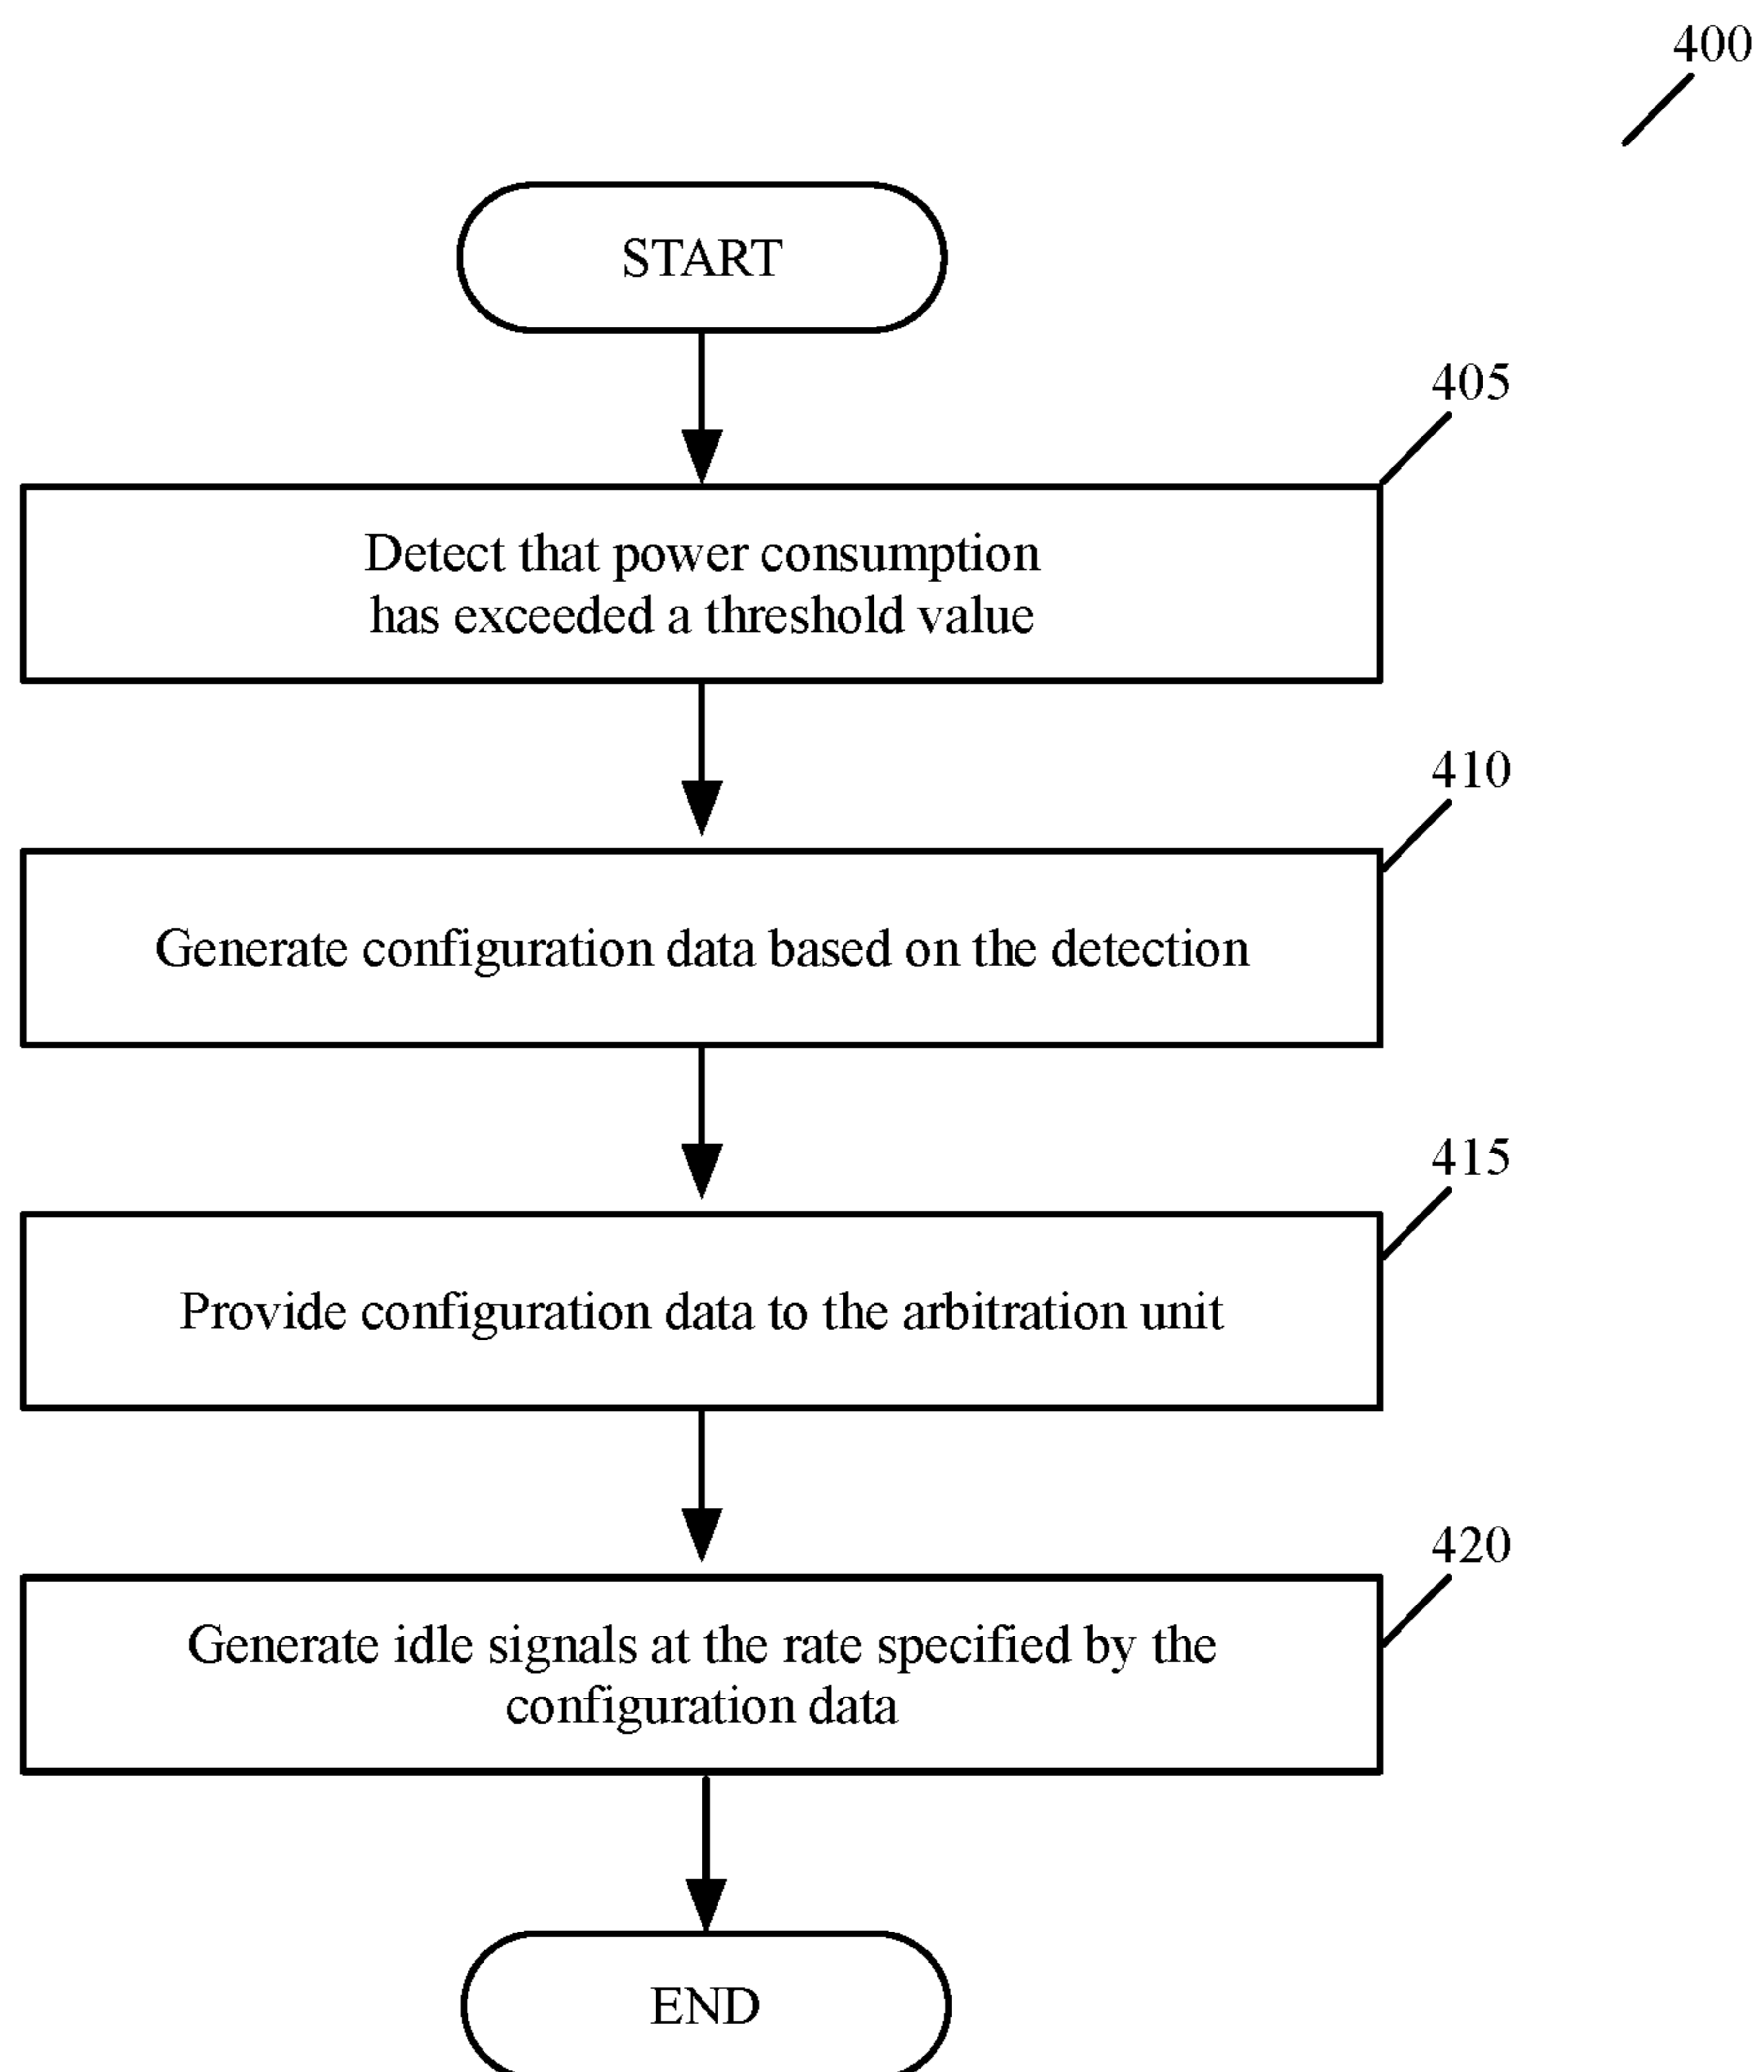 400
START
405
Detect that power consumption
has exceeded a threshold value
410
Generate configuration data based on the detection
415
Provide configuration data to the arbitration unit
420
Generate idle signals at the rate specified by the
configuration data
END